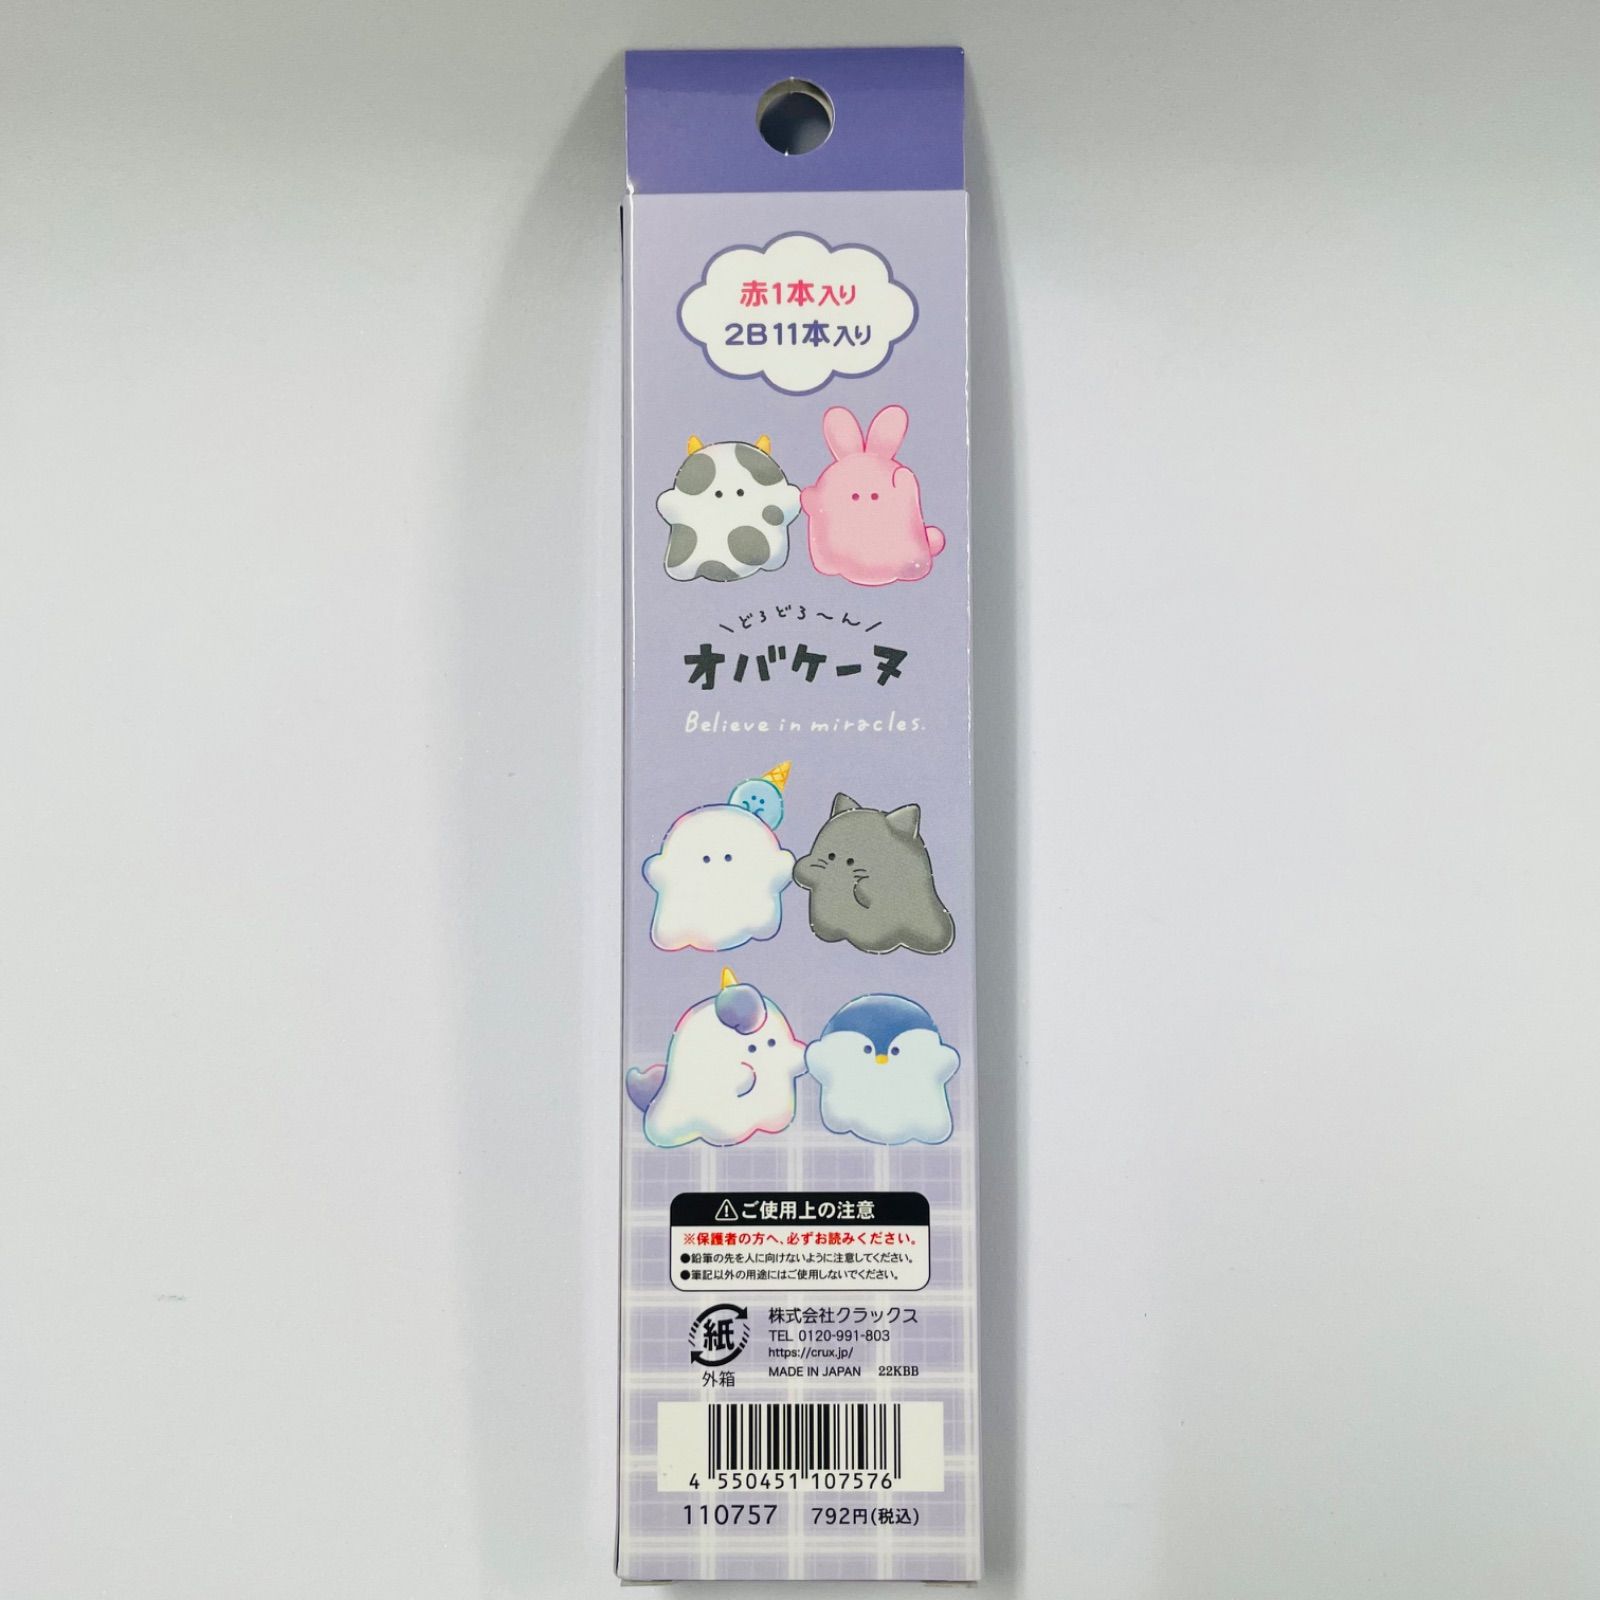 赤1本入り
2B11本入り
どろどろ～ん
オバケーヌ
Believe in miracles.
⚠ご使用上の注意
※保護者の方へ、必ずお読みください。
●鉛筆の先を人に向けないように注意してください。
●筆記以外の用途にはご使用しないでください。
紙
外箱
株式会社クラックス
TEL 0120-991-803
https://crux.jp/
MADE IN JAPAN 22KBB
4 550451 107576
110757 792円(税込)